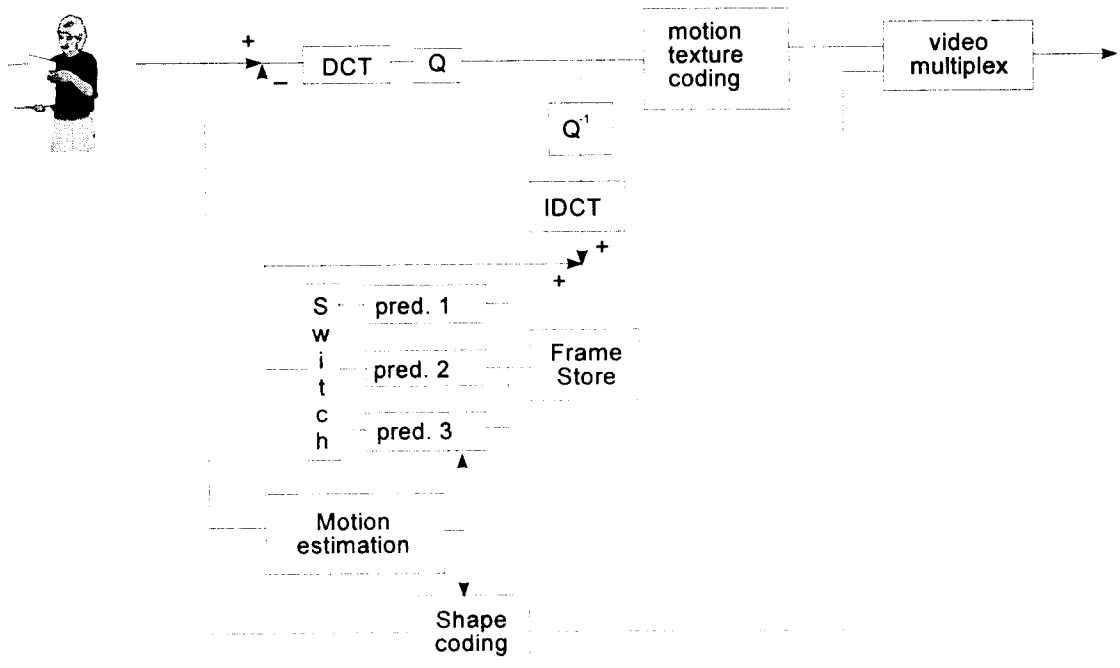 +
−
DCT
Q
motion
texture
coding
video
multiplex
Q⁻¹
IDCT
+
+
Switch
pred. 1
pred. 2
pred. 3
Frame
Store
Motion
estimation
Shape
coding